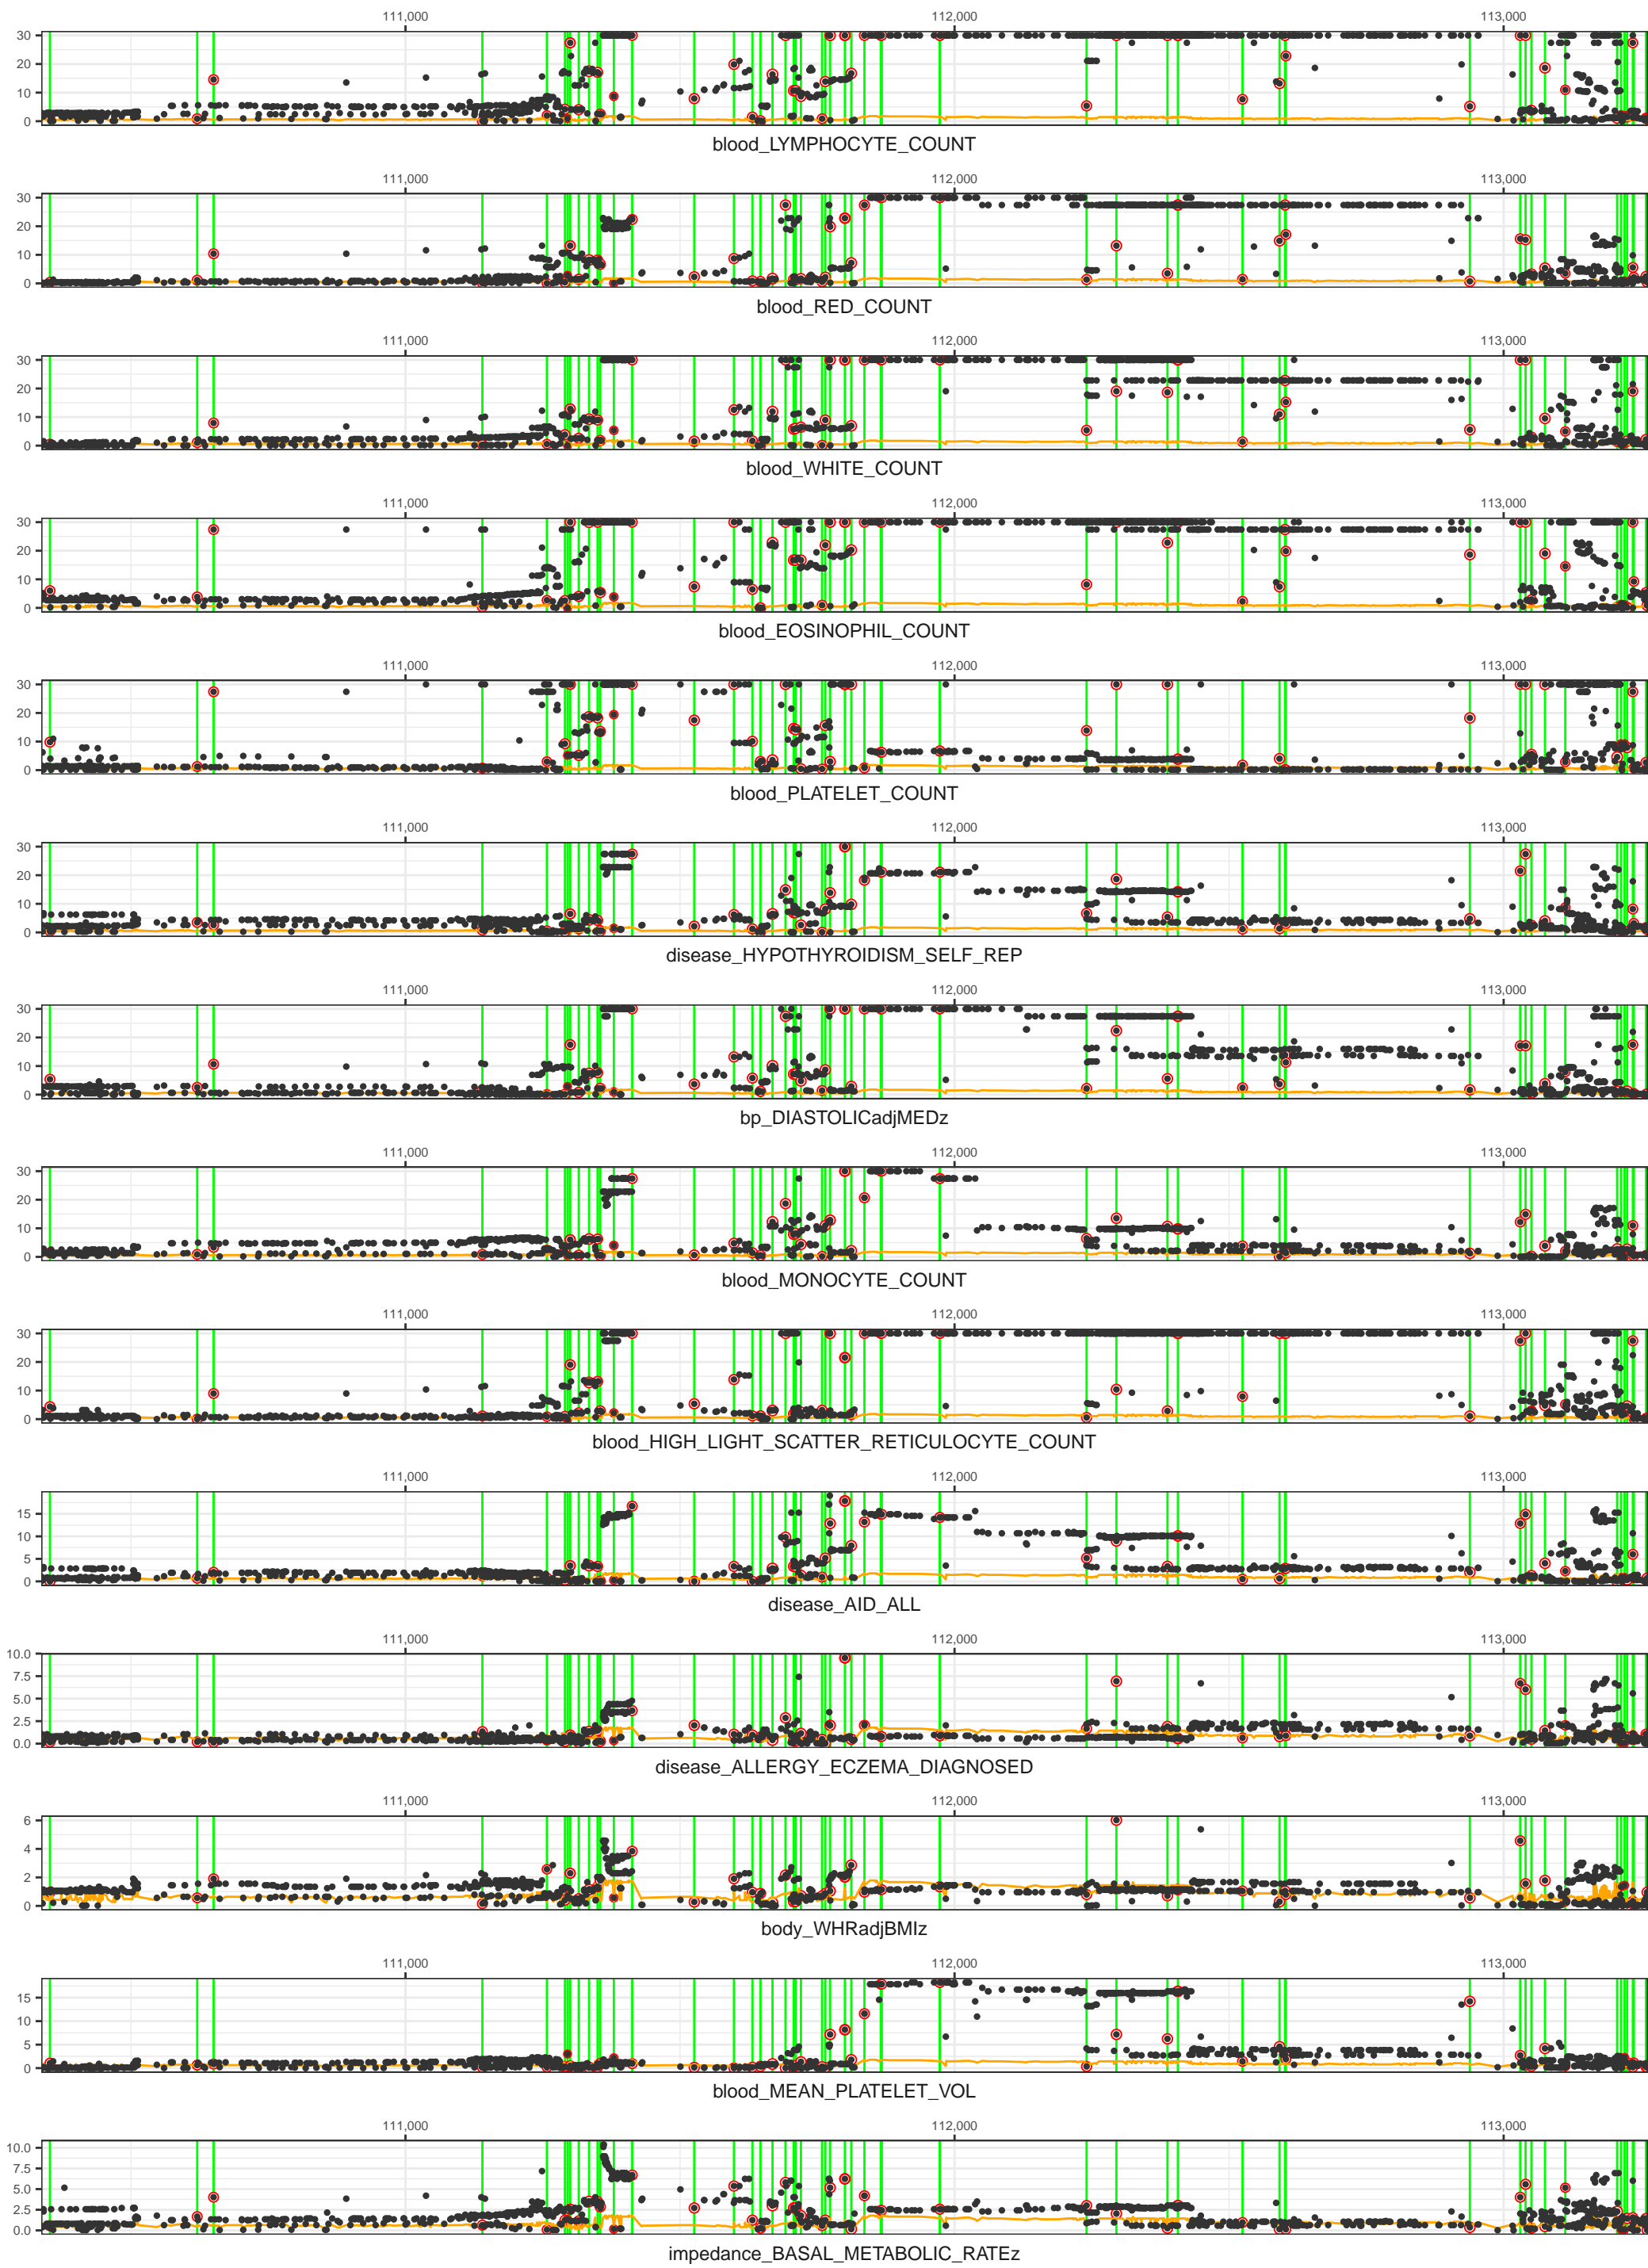 111,000 112,000 113,000
30
20
10
0
blood_LYMPHOCYTE_COUNT
111,000 112,000 113,000
30
20
10
0
blood_RED_COUNT
111,000 112,000 113,000
30
20
10
0
blood_WHITE_COUNT
111,000 112,000 113,000
30
20
10
0
blood_EOSINOPHIL_COUNT
111,000 112,000 113,000
30
20
10
0
blood_PLATELET_COUNT
111,000 112,000 113,000
30
20
10
0
disease_HYPOTHYROIDISM_SELF_REP
111,000 112,000 113,000
30
20
10
0
bp_DIASTOLICadjMEDz
111,000 112,000 113,000
30
20
10
0
blood_MONOCYTE_COUNT
111,000 112,000 113,000
30
20
10
0
blood_HIGH_LIGHT_SCATTER_RETICULOCYTE_COUNT
111,000 112,000 113,000
15
10
5
0
disease_AID_ALL
111,000 112,000 113,000
10.0
7.5
5.0
2.5
0.0
disease_ALLERGY_ECZEMA_DIAGNOSED
111,000 112,000 113,000
6
4
2
0
body_WHRadjBMIz
111,000 112,000 113,000
15
10
5
0
blood_MEAN_PLATELET_VOL
111,000 112,000 113,000
10.0
7.5
5.0
2.5
0.0
impedance_BASAL_METABOLIC_RATEz